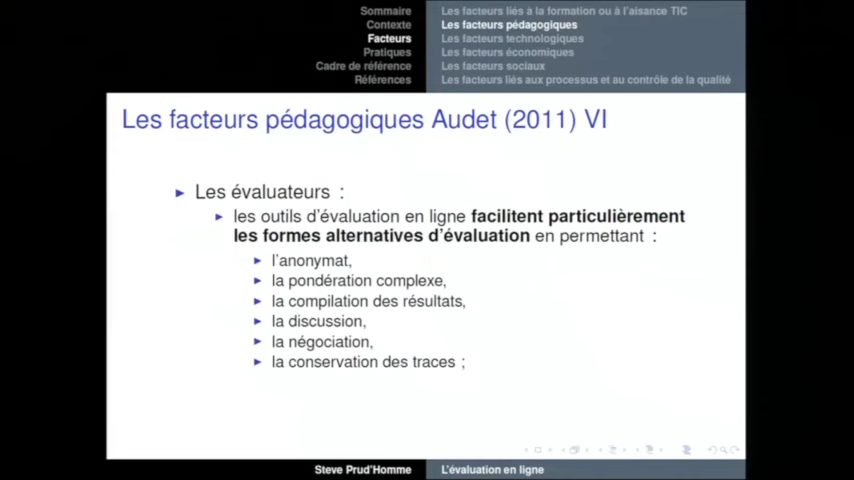 Sommaire
Contexte
Facteurs
Pratiques
Cadre de référence
Références
Les facteurs liés à la formation ou à l'aisance TIC
Les facteurs pédagogiques
Les facteurs technologiques
Les facteurs économiques
Les facteurs sociaux
Les facteurs liés aux processus et au contrôle de la qualité
Les facteurs pédagogiques Audet (2011) VI
Les évaluateurs :
les outils d'évaluation en ligne facilitent particulièrement
les formes alternatives d'évaluation en permettant :
l'anonymat,
la pondération complexe,
la compilation des résultats,
la discussion,
la négociation,
la conservation des traces ;
Steve Prud'Homme
L'évaluation en ligne